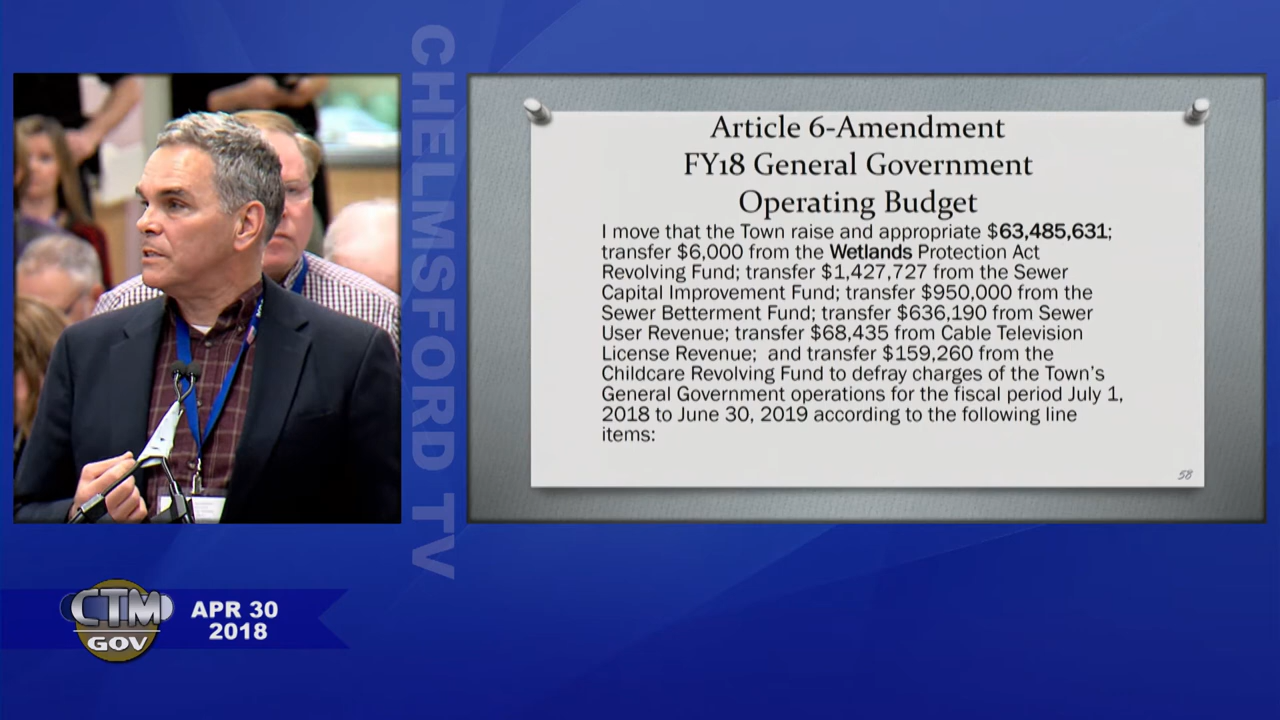 CHELMSFORD TV
Article 6-Amendment
FY18 General Government
Operating Budget
I move that the Town raise and appropriate $63,485,631;
transfer $6,000 from the Wetlands Protection Act
Revolving Fund; transfer $1,427,727 from the Sewer
Capital Improvement Fund; transfer $950,000 from the
Sewer Betterment Fund; transfer $636,190 from Sewer
User Revenue; transfer $68,435 from Cable Television
License Revenue;  and transfer $159,260 from the
Childcare Revolving Fund to defray charges of the Town's
General Government operations for the fiscal period July 1,
2018 to June 30, 2019 according to the following line
items:
58
CTM
GOV
APR 30
2018